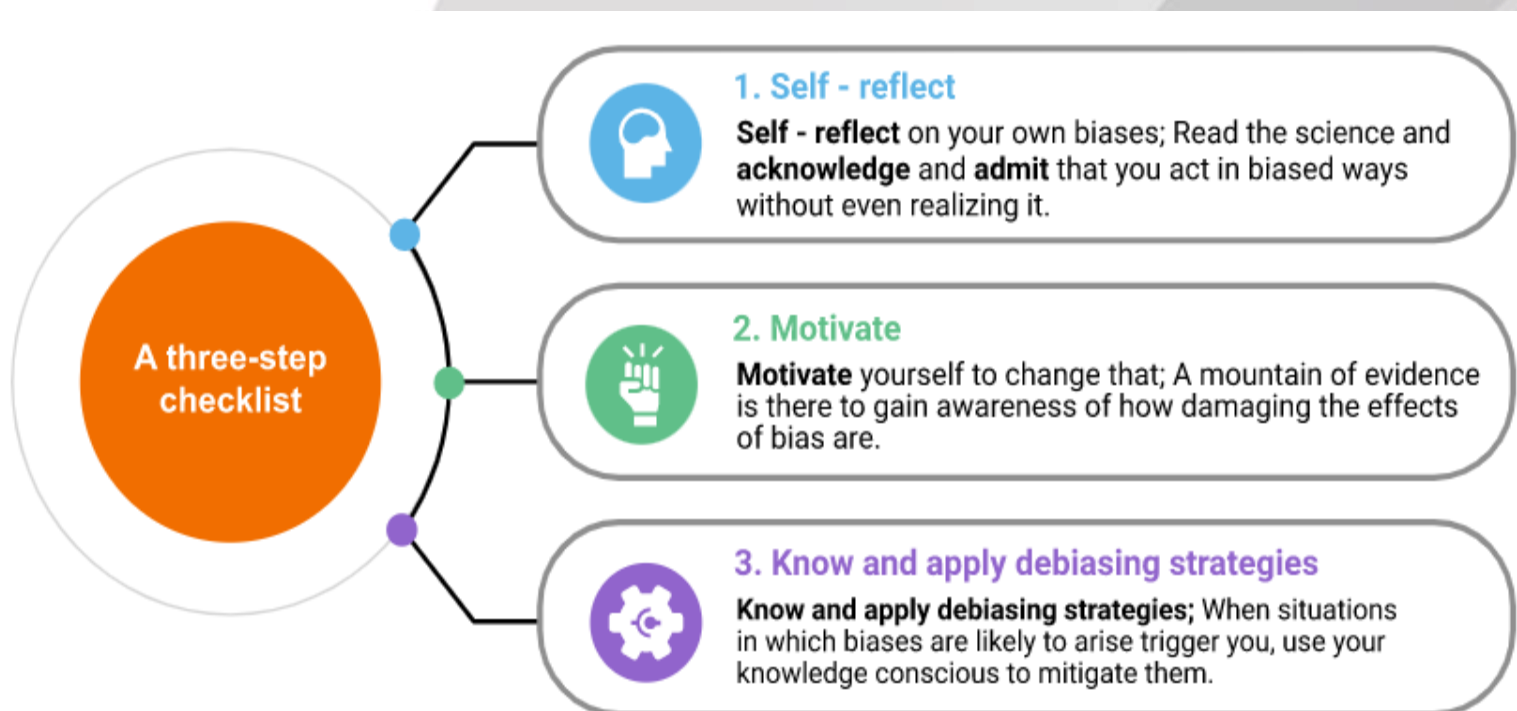 A three-step
checklist
1. Self - reflect
Self - reflect on your own biases; Read the science and
acknowledge and admit that you act in biased ways
without even realizing it.
2. Motivate
Motivate yourself to change that; A mountain of evidence
is there to gain awareness of how damaging the effects
of bias are.
3. Know and apply debiasing strategies
Know and apply debiasing strategies; When situations
in which biases are likely to arise trigger you, use your
knowledge conscious to mitigate them.